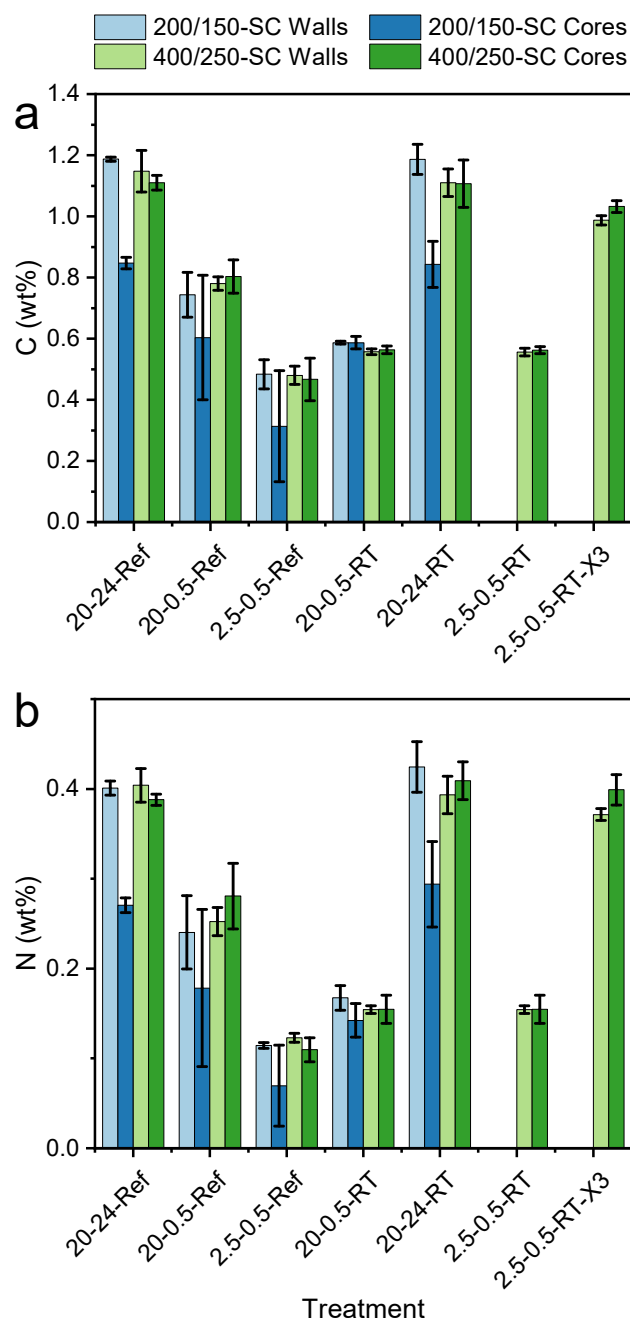 200/150-SC Walls 200/150-SC Cores
400/250-SC Walls 400/250-SC Cores
a
1.4
1.2
1.0
0.8
0.6
0.4
0.2
0.0
C (wt%)
20-24-Ref
20-0.5-Ref
2.5-0.5-Ref
20-0.5-RT
20-24-RT
2.5-0.5-RT
2.5-0.5-RT-X3
b
0.4
0.2
0.0
N (wt%)
20-24-Ref
20-0.5-Ref
2.5-0.5-Ref
20-0.5-RT
20-24-RT
2.5-0.5-RT
2.5-0.5-RT-X3
Treatment